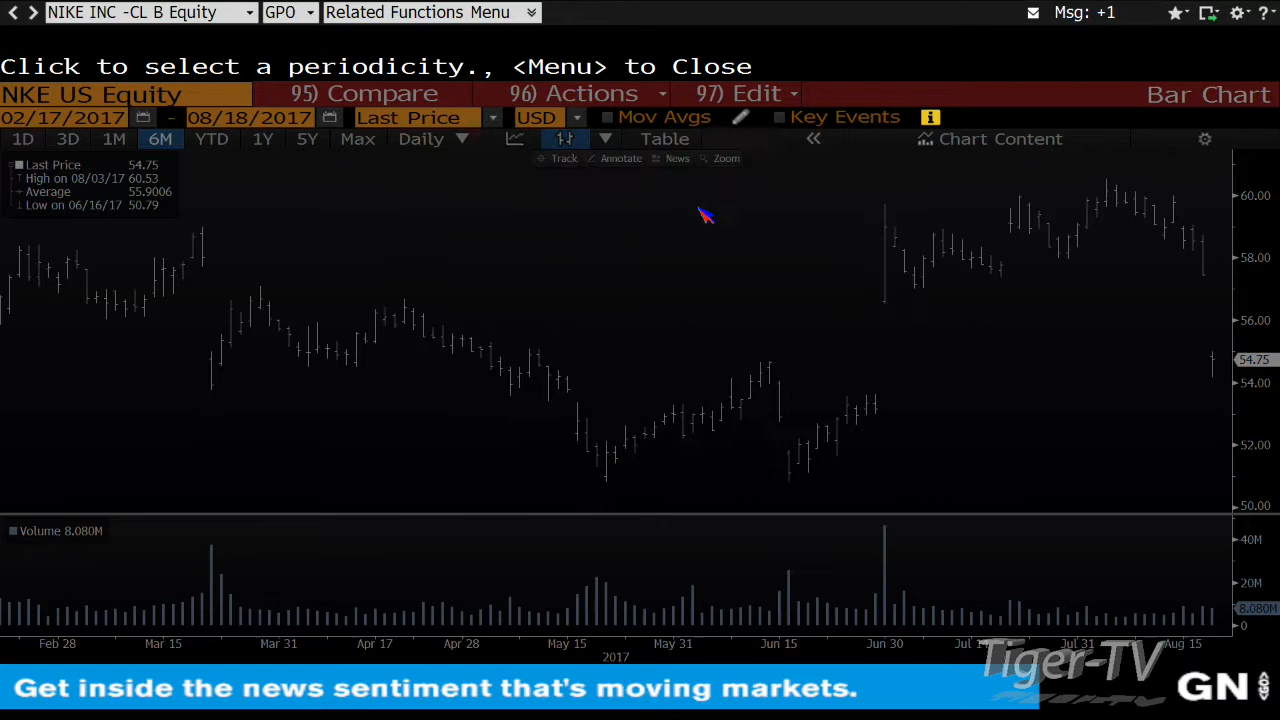 NIKE INC -CL B Equity GPO Related Functions Menu Msg: +1 ?
Click to select a periodicity., <Menu> to Close
NKE US Equity 95) Compare 96) Actions 97) Edit Bar Chart
02/17/2017 - 08/18/2017 Last Price USD Mov Avgs Key Events i
1D 3D 1M 6M YTD 1Y 5Y Max Daily Table « Chart Content
Track Annotate News Zoom
Last Price 54.75
High on 08/03/17 60.53
Average 55.9006
Low on 06/16/17 50.79
60.00
58.00
56.00
54.75
54.00
52.00
50.00
Volume 8.080M
40M
20M
8.080M
0
Feb 28 Mar 15 Mar 31 Apr 17 Apr 28 May 15 May 31 Jun 15 Jun 30 Jul 14 Jul 31 Aug 15
2017
Tiger-TV
Get inside the news sentiment that's moving markets. GN